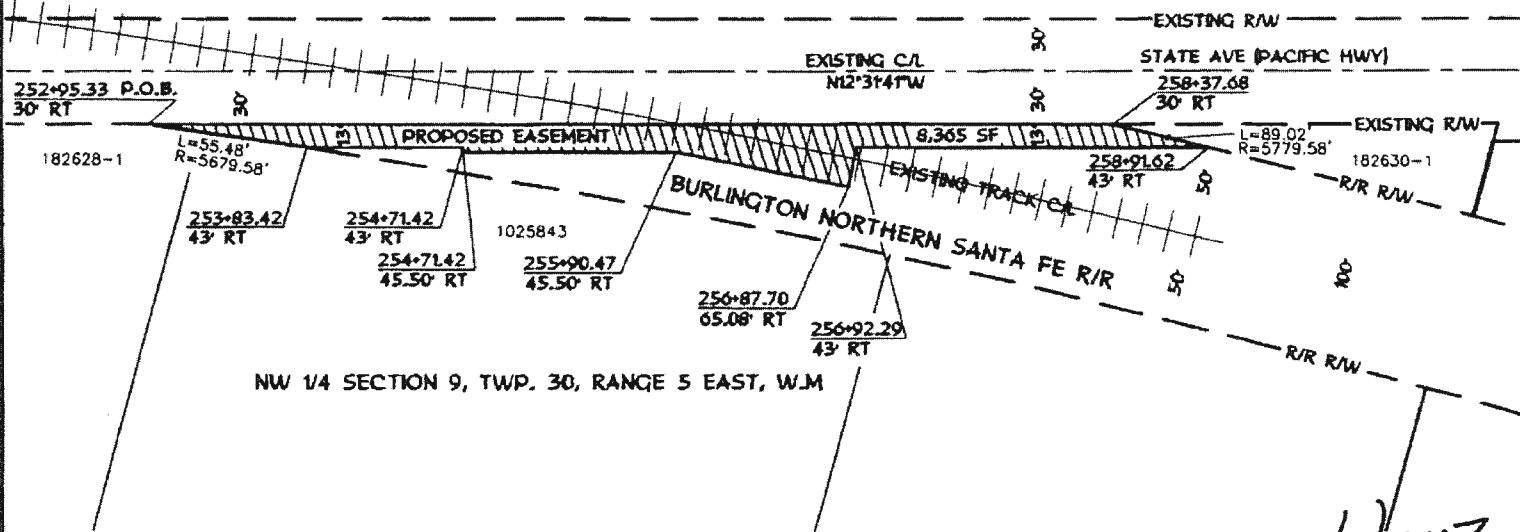 EXISTING R/W
30'
EXISTING C/L
STATE AVE (PACIFIC HWY)
N12°31'41"W
252+95.33 P.O.B.
30' RT
30'
30'
258+37.68
30' RT
EXISTING R/W
182628-1
L=55.48'
R=5679.58'
13'
PROPOSED EASEMENT
8,365 SF
13'
L=89.02'
R=5779.58'
182630-1
258+91.62
43' RT
50'
R/R R/W
EXISTING TRACK C/L
BURLINGTON NORTHERN SANTA FE R/R
253+83.42
43' RT
254+71.42
43' RT
1025843
254+71.42
45.50' RT
255+90.47
45.50' RT
50'
100'
256+87.70
65.08' RT
256+92.29
43' RT
R/R R/W
NW 1/4 SECTION 9, TWP. 30, RANGE 5 EAST, W.M